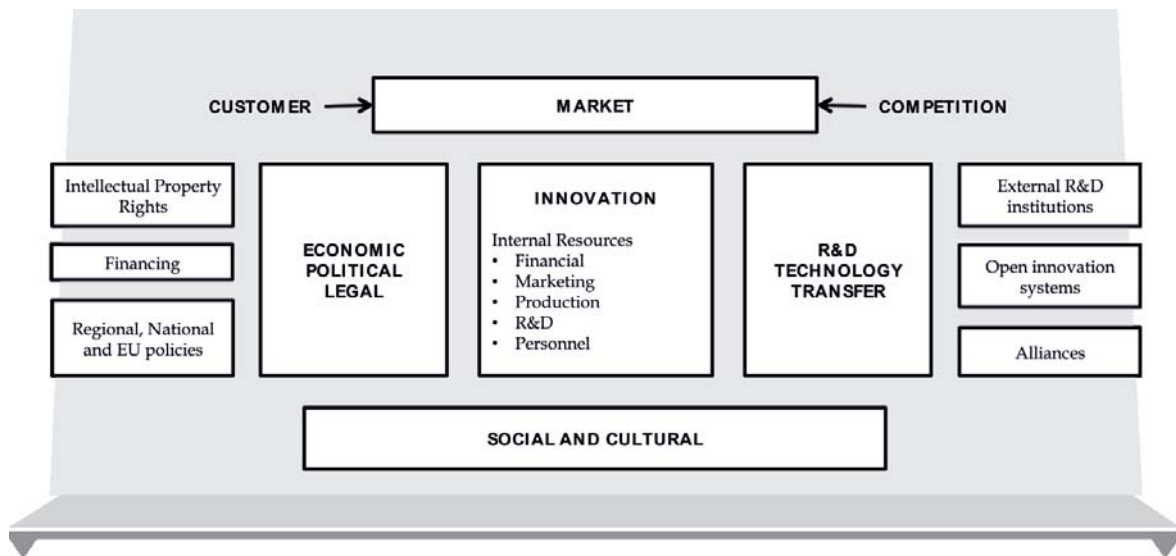 CUSTOMER
MARKET
COMPETITION
Intellectual Property
Rights
Financing
Regional, National
and EU policies
ECONOMIC
POLITICAL
LEGAL
INNOVATION
Internal Resources
• Financial
• Marketing
• Production
• R&D
• Personnel
R&D
TECHNOLOGY
TRANSFER
External R&D
institutions
Open innovation
systems
Alliances
SOCIAL AND CULTURAL